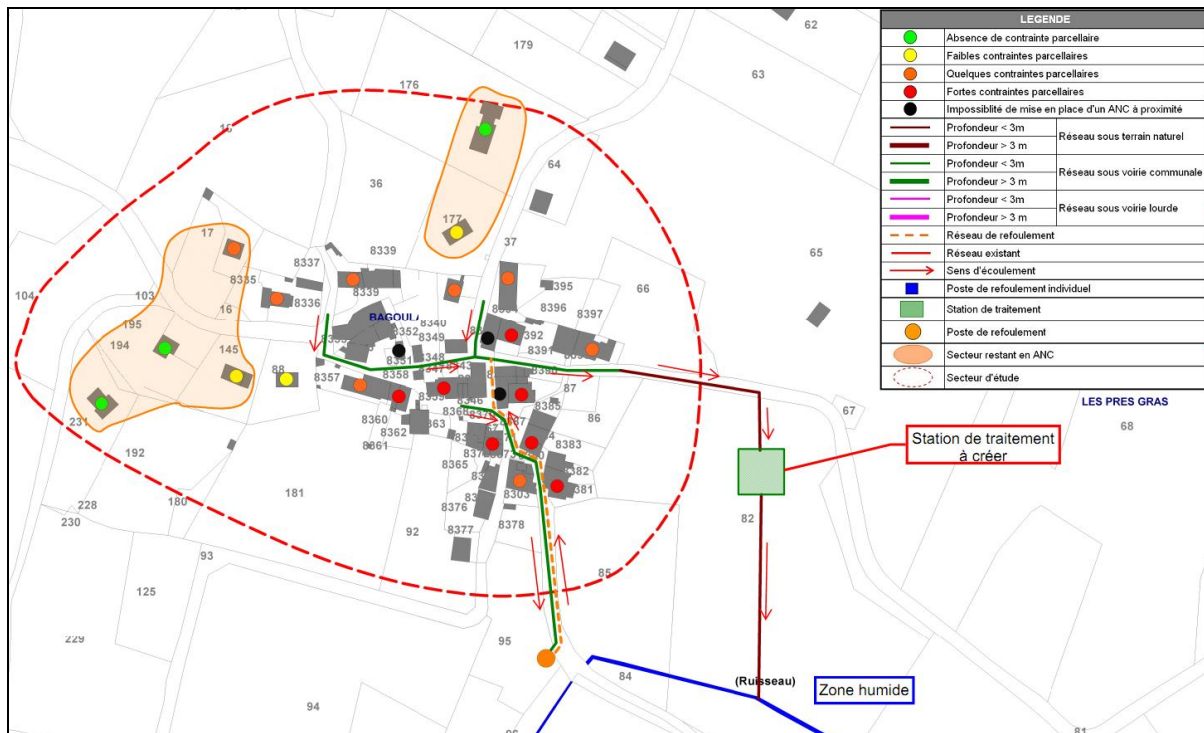 LEGENDE
Absence de contrainte parcellaire
Faibles contraintes parcellaires
Quelques contraintes parcellaires
Fortes contraintes parcellaires
Impossiblité de mise en place d'un ANC à proximité
Profondeur < 3m
Profondeur > 3 m
Réseau sous terrain naturel
Profondeur < 3m
Profondeur > 3 m
Réseau sous voirie communale
Profondeur < 3m
Profondeur > 3 m
Réseau sous voirie lourde
Réseau de refoulement
Réseau existant
Sens d'écoulement
Poste de refoulement individuel
Station de traitement
Poste de refoulement
Secteur restant en ANC
Secteur d'étude
62
179
63
176
64
36
177
17
37
65
8339
8337
8335
8339
66
104
103
16
8336
8396
8397
195
BAGOULA
8352
8349
194
8391
145
88
8351
8357
8358
87
LES PRES GRAS
8346
67
68
231
86
8385
8360
8362
8383
Station de traitement
à créer
192
8365
8382
181
8303
228
180
8376
82
230
92
8378
8377
93
85
125
229
95
84
(Ruisseau)
Zone humide
94
81